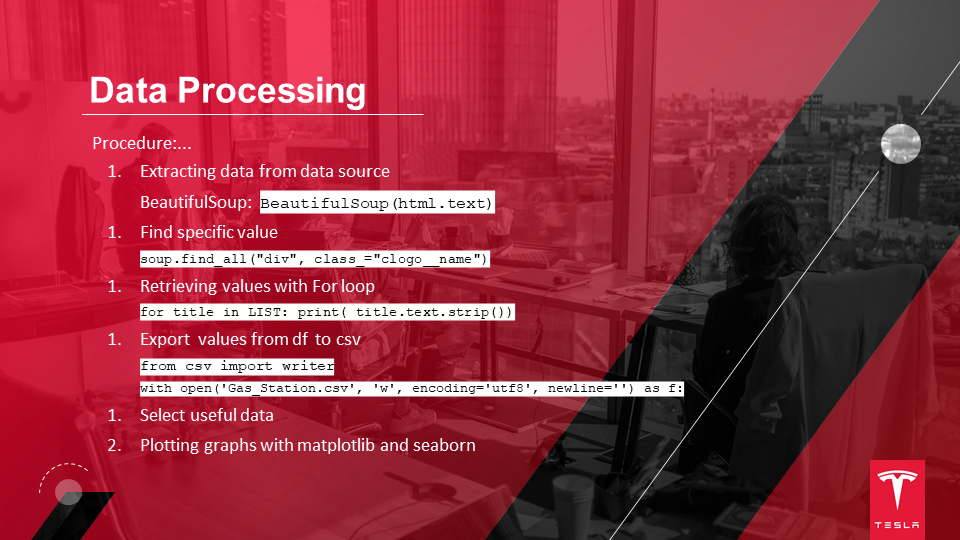 Data Processing
Procedure:...
1. Extracting data from data source
BeautifulSoup: BeautifulSoup(html.text)
1. Find specific value
soup.find_all("div", class_="clogo__name")
1. Retrieving values with For loop
for title in LIST: print( title.text.strip())
1. Export values from df to csv
from csv import writer
with open('Gas_Station.csv', 'w', encoding='utf8', newline='') as f:
1. Select useful data
2. Plotting graphs with matplotlib and seaborn
TESLA